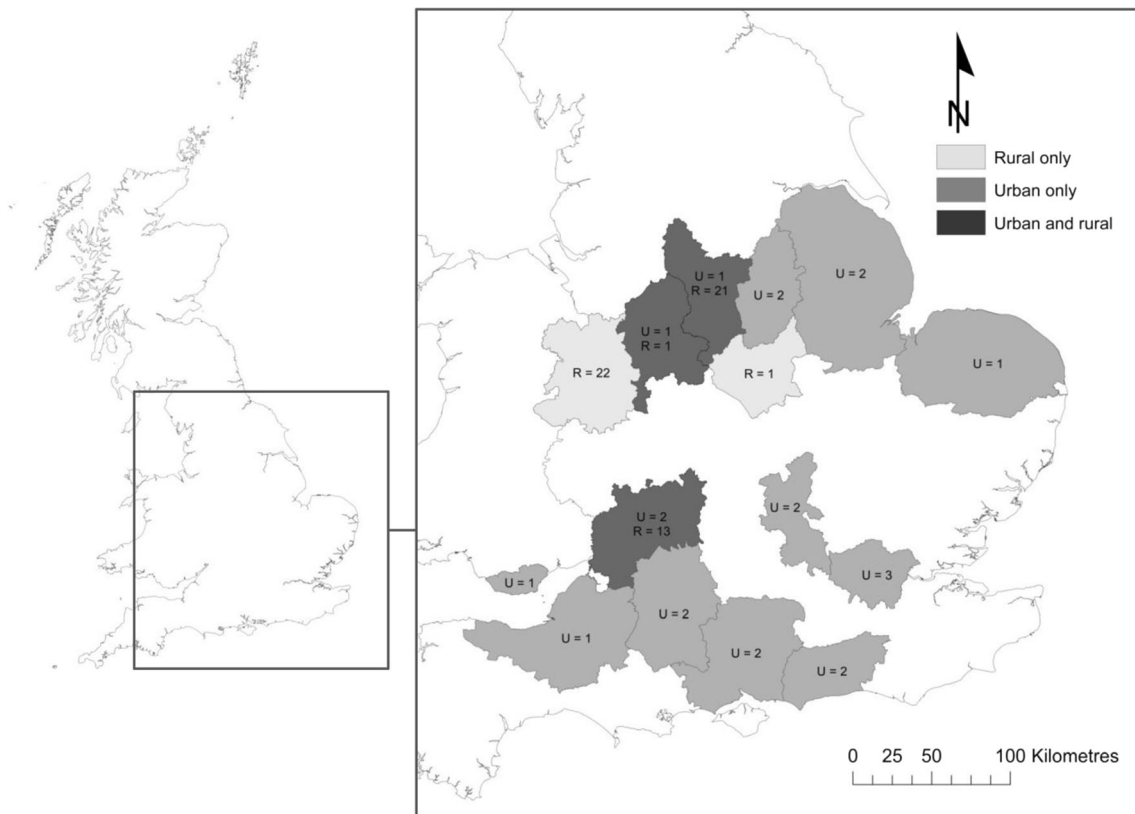 N
Rural only
Urban only
Urban and rural
U = 1
R = 21
U = 2
U = 2
U = 1
R = 1
R = 22
R = 1
U = 1
U = 2
R = 13
U = 2
U = 3
U = 1
U = 1
U = 2
U = 2
U = 2
0 25 50 100 Kilometres